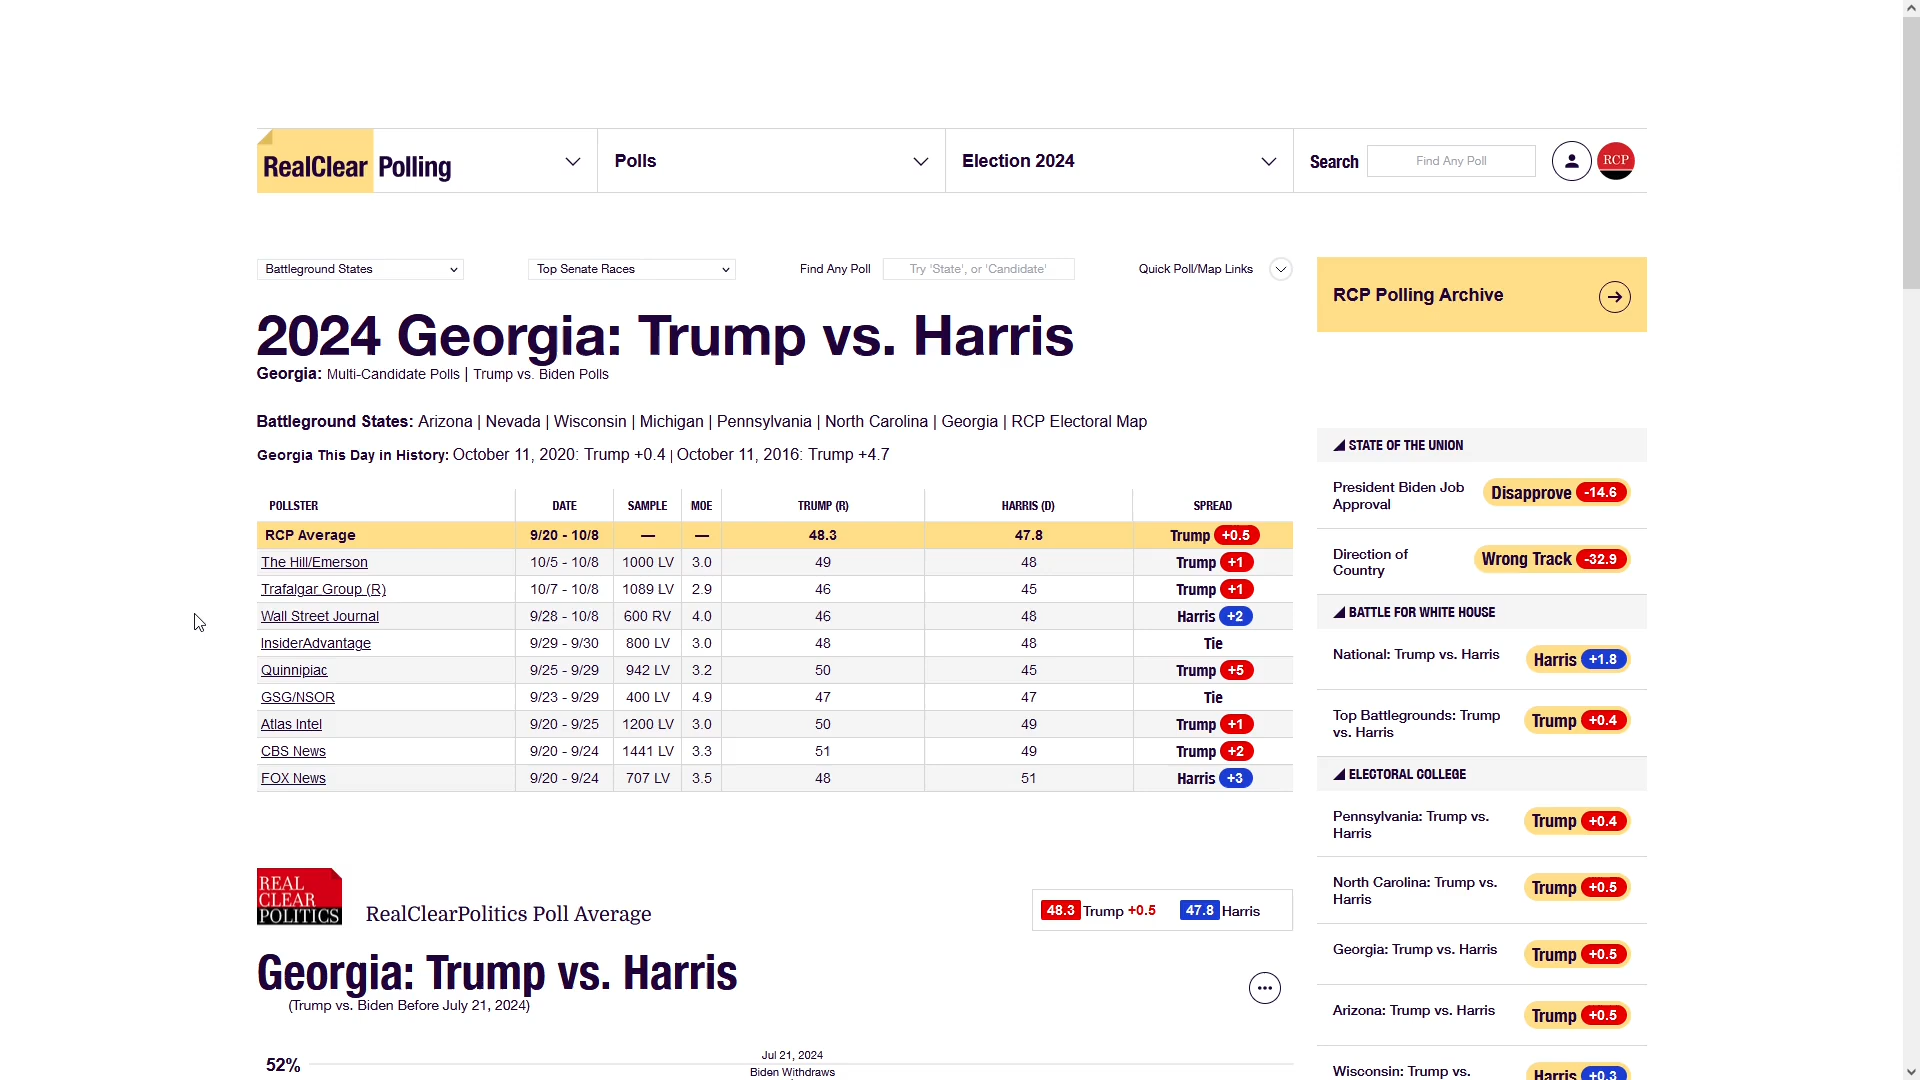 RealClear Polling
Polls
Election 2024
Search
Find Any Poll
RCP
Battleground States
Top Senate Races
Find Any Poll
Try 'State', or 'Candidate'
Quick Poll/Map Links
RCP Polling Archive
2024 Georgia: Trump vs. Harris
Georgia: Multi-Candidate Polls | Trump vs. Biden Polls
Battleground States: Arizona | Nevada | Wisconsin | Michigan | Pennsylvania | North Carolina | Georgia | RCP Electoral Map
Georgia This Day in History: October 11, 2020: Trump +0.4 | October 11, 2016: Trump +4.7
POLLSTER DATE SAMPLE MOE TRUMP (R) HARRIS (D) SPREAD
RCP Average 9/20 - 10/8 — — 48.3 47.8 Trump +0.5
The Hill/Emerson 10/5 - 10/8 1000 LV 3.0 49 48 Trump +1
Trafalgar Group (R) 10/7 - 10/8 1089 LV 2.9 46 45 Trump +1
Wall Street Journal 9/28 - 10/8 600 RV 4.0 46 48 Harris +2
InsiderAdvantage 9/29 - 9/30 800 LV 3.0 48 48 Tie
Quinnipiac 9/25 - 9/29 942 LV 3.2 50 45 Trump +5
GSG/NSOR 9/23 - 9/29 400 LV 4.9 47 47 Tie
Atlas Intel 9/20 - 9/25 1200 LV 3.0 50 49 Trump +1
CBS News 9/20 - 9/24 1441 LV 3.3 51 49 Trump +2
FOX News 9/20 - 9/24 707 LV 3.5 48 51 Harris +3
REAL
CLEAR
POLITICS
RealClearPolitics Poll Average
48.3 Trump +0.5 47.8 Harris
Georgia: Trump vs. Harris
(Trump vs. Biden Before July 21, 2024)
52%
Jul 21, 2024
Biden Withdraws
STATE OF THE UNION
President Biden Job
Approval
Disapprove -14.6
Direction of
Country
Wrong Track -32.9
BATTLE FOR WHITE HOUSE
National: Trump vs. Harris
Harris +1.8
Top Battlegrounds: Trump
vs. Harris
Trump +0.4
ELECTORAL COLLEGE
Pennsylvania: Trump vs.
Harris
Trump +0.4
North Carolina: Trump vs.
Harris
Trump +0.5
Georgia: Trump vs. Harris
Trump +0.5
Arizona: Trump vs. Harris
Trump +0.5
Wisconsin: Trump vs.
Harris +0.3